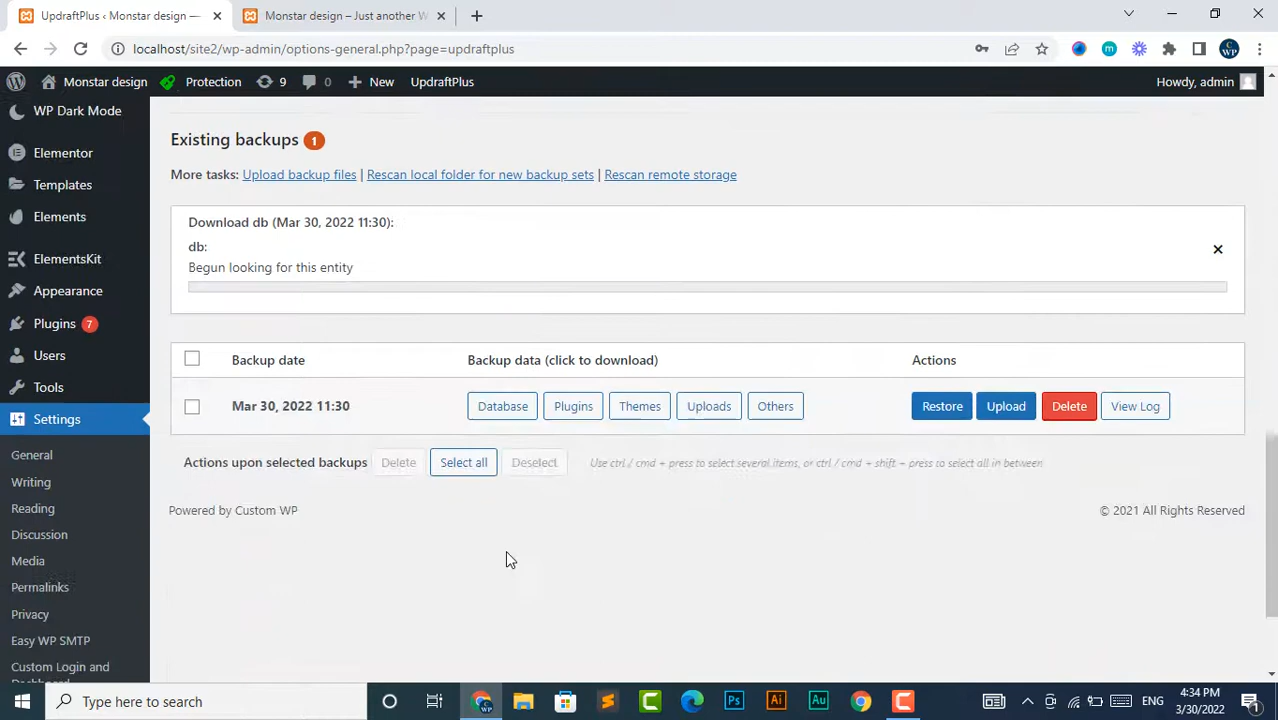 UpdraftPlus ‹ Monstar design —
Monstar design – Just another W
localhost/site2/wp-admin/options-general.php?page=updraftplus
Monstar design Protection 9 0 New UpdraftPlus Howdy, admin
WP Dark Mode
Elementor
Templates
Elements
ElementsKit
Appearance
Plugins 7
Users
Tools
Settings
General
Writing
Reading
Discussion
Media
Permalinks
Privacy
Easy WP SMTP
Custom Login and
Existing backups 1
More tasks: Upload backup files | Rescan local folder for new backup sets | Rescan remote storage
Download db (Mar 30, 2022 11:30):
db:
Begun looking for this entity
Backup date Backup data (click to download) Actions
Mar 30, 2022 11:30 Database Plugins Themes Uploads Others Restore Upload Delete View Log
Actions upon selected backups Delete Select all Deselect Use ctrl / cmd + press to select several items, or ctrl / cmd + shift + press to select all in between
Powered by Custom WP © 2021 All Rights Reserved
Type here to search
Ps Ai Au
ENG
4:34 PM
3/30/2022
1